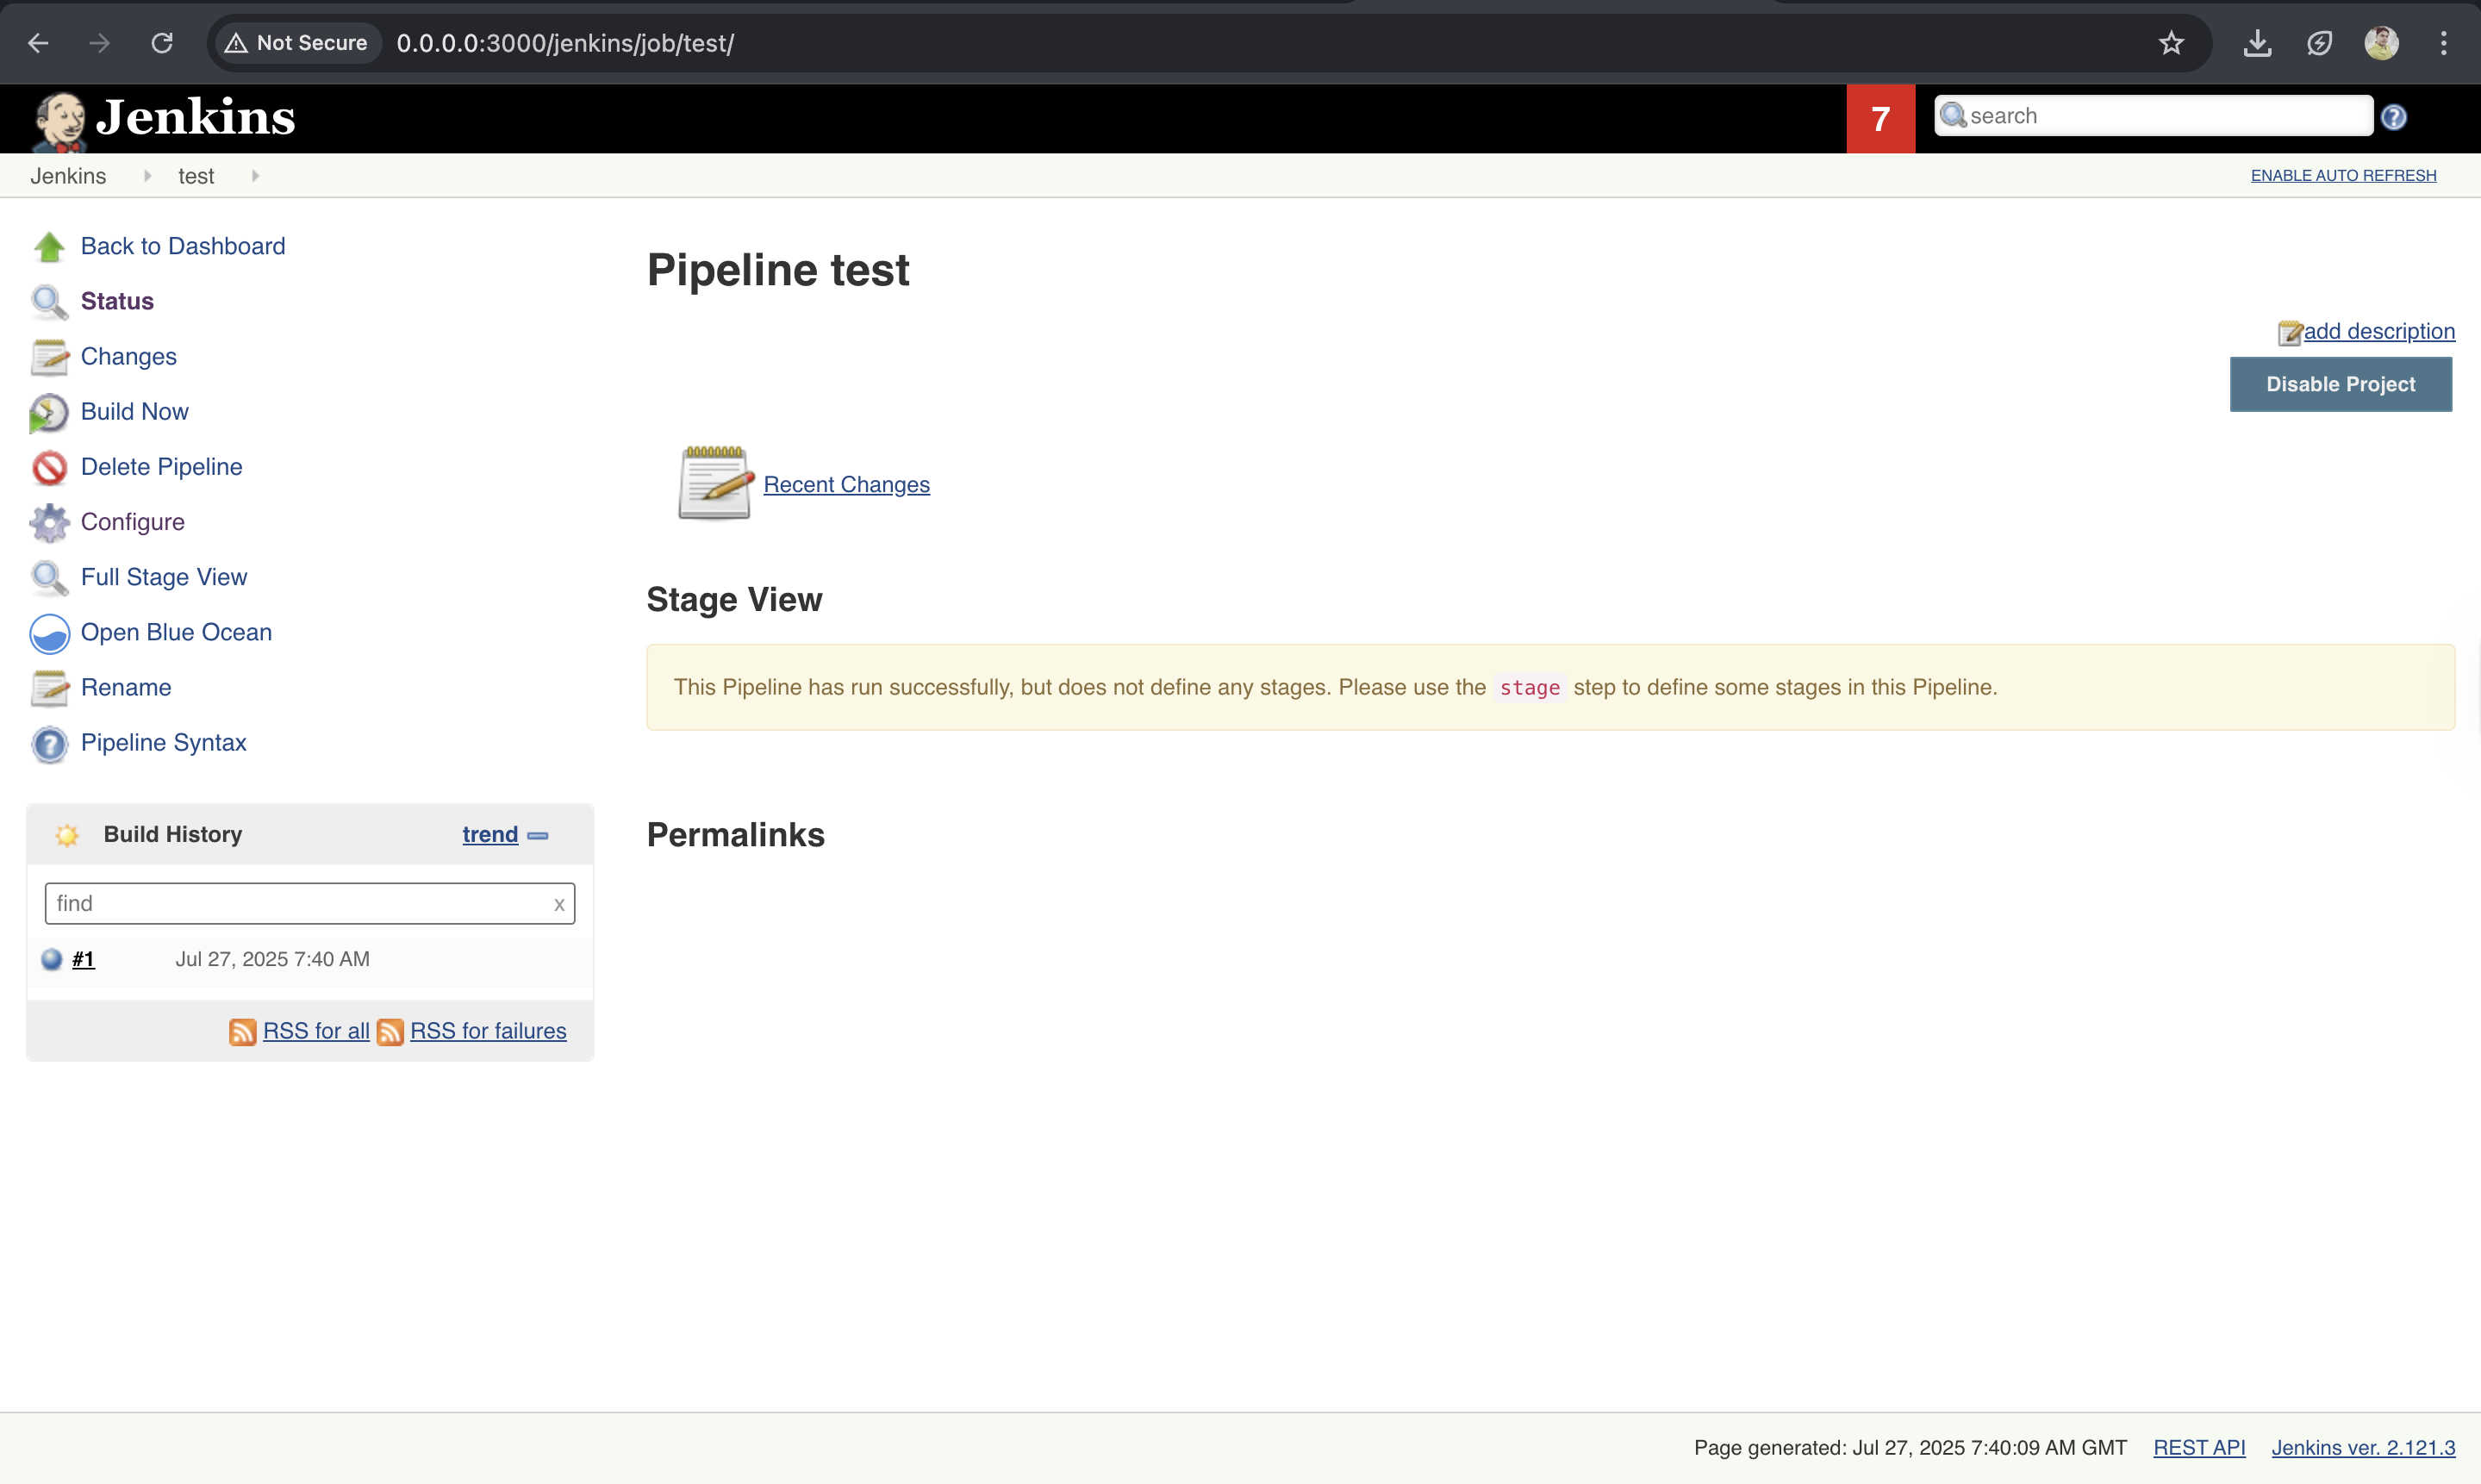 Not Secure 0.0.0.0:3000/jenkins/job/test/
Jenkins 7 search
Jenkins test ENABLE AUTO REFRESH
Back to Dashboard
Status
Changes
Build Now
Delete Pipeline
Configure
Full Stage View
Open Blue Ocean
Rename
Pipeline Syntax
Build History trend
find x
#1 Jul 27, 2025 7:40 AM
RSS for all RSS for failures
Pipeline test
add description
Disable Project
Recent Changes
Stage View
This Pipeline has run successfully, but does not define any stages. Please use the stage step to define some stages in this Pipeline.
Permalinks
Page generated: Jul 27, 2025 7:40:09 AM GMT REST API Jenkins ver. 2.121.3